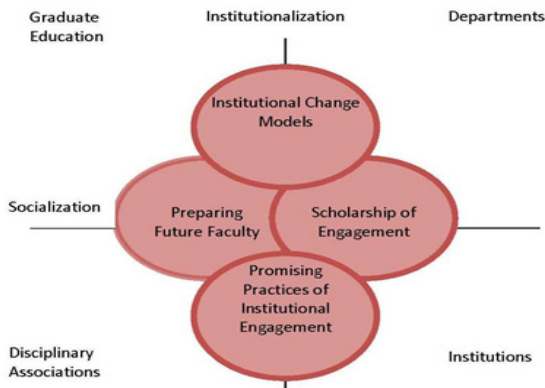 Graduate
Education
Institutionalization
Departments
Institutional Change
Models
Socialization
Preparing
Future Faculty
Scholarship of
Engagement
Promising
Practices of
Institutional
Engagement
Disciplinary
Associations
Institutions